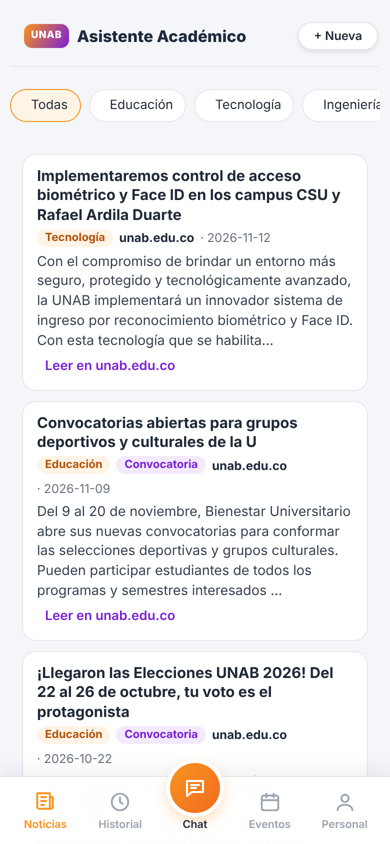 UNAB Asistente Académico + Nueva
Todas Educación Tecnología Ingeniería
Implementaremos control de acceso
biométrico y Face ID en los campus CSU y
Rafael Ardila Duarte
Tecnología unab.edu.co · 2026-11-12
Con el compromiso de brindar un entorno más
seguro, protegido y tecnológicamente avanzado,
la UNAB implementará un innovador sistema de
ingreso por reconocimiento biométrico y Face ID.
Con esta tecnología que se habilita...
Leer en unab.edu.co
Convocatorias abiertas para grupos
deportivos y culturales de la U
Educación Convocatoria unab.edu.co
· 2026-11-09
Del 9 al 20 de noviembre, Bienestar Universitario
abre sus nuevas convocatorias para conformar
las selecciones deportivas y grupos culturales.
Pueden participar estudiantes de todos los
programas y semestres interesados ...
Leer en unab.edu.co
¡Llegaron las Elecciones UNAB 2026! Del
22 al 26 de octubre, tu voto es el
protagonista
Educación Convocatoria unab.edu.co
· 2026-10-22
Noticias Historial Chat Eventos Personal